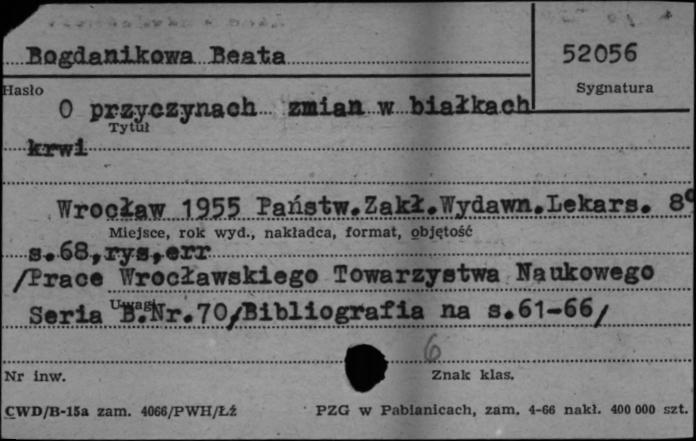 Bogdanikowa Beata
52056
Hasło
Sygnatura
O przyczynach zmian w białkach
Tytuł
krwi
Wrocław 1955 Państw.Zakł.Wydawn.Lekars. 8°
Miejsce, rok wyd., nakładca, format, objętość
s.68,rys,err
/Prace Wrocławskiego Towarzystwa Naukowego
Uwagi
Seria B.Nr.70/Bibliografia na s.61-66/
6
Nr inw.
Znak klas.
CWD/B-15a zam. 4066/PWH/Łź
PZG w Pabianicach, zam. 4-66 nakł. 400 000 szt.